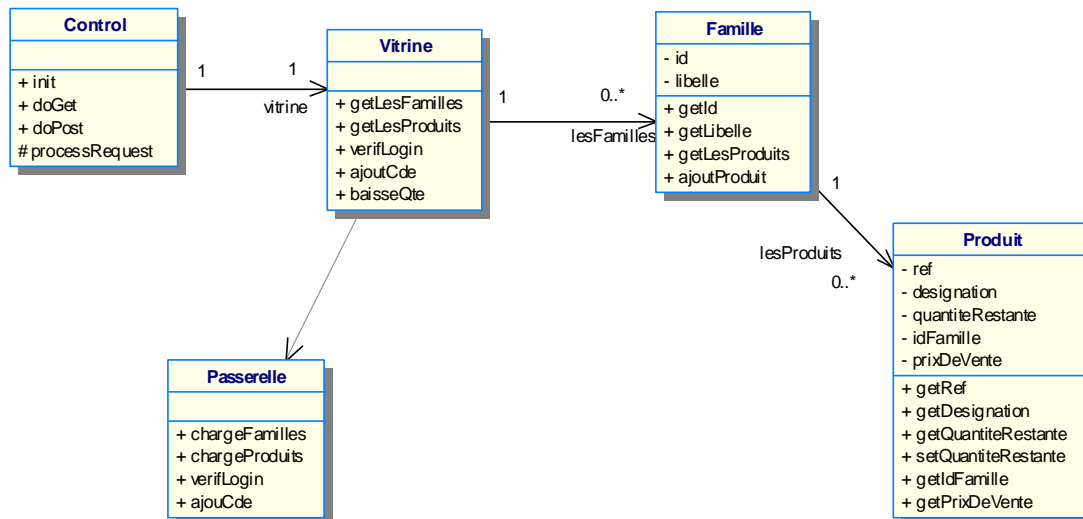 Control
+ init
+ doGet
+ doPost
# processRequest
1
1
vitrine
Vitrine
+ getLesFamilles
+ getLesProduits
+ verifLogin
+ ajoutCde
+ baisseQte
1
0..*
lesFamilles
Famille
- id
- libelle
+ getId
+ getLibelle
+ getLesProduits
+ ajoutProduit
1
lesProduits
0..*
Produit
- ref
- designation
- quantiteRestante
- idFamille
- prixDeVente
+ getRef
+ getDesignation
+ getQuantiteRestante
+ setQuantiteRestante
+ getIdFamille
+ getPrixDeVente
Passerelle
+ chargeFamilles
+ chargeProduits
+ verifLogin
+ ajouCde